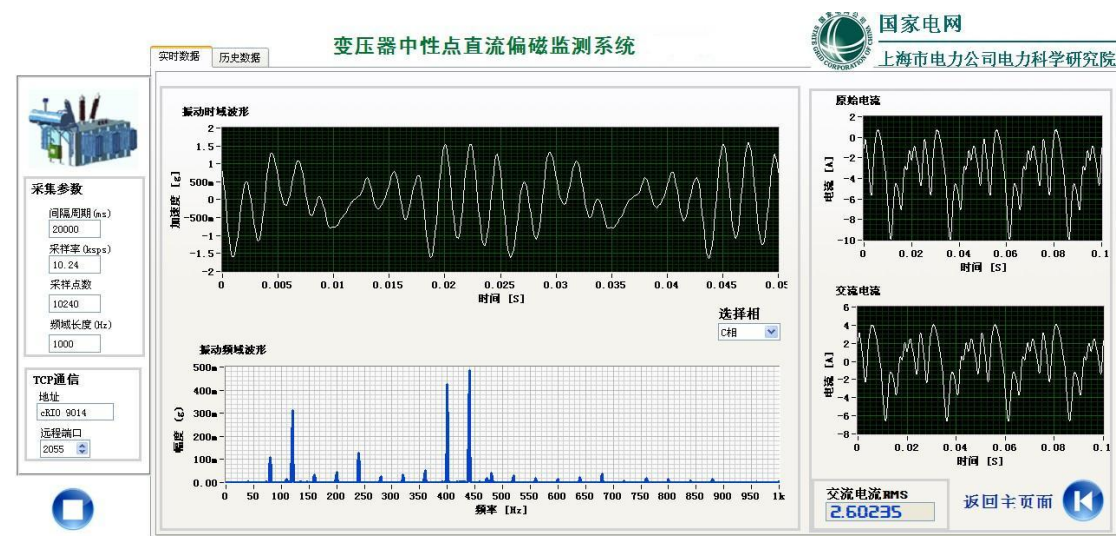 国家电网
上海市电力公司电力科学研究院
变压器中性点直流偏磁监测系统
实时数据 历史数据
采集参数
间隔周期(ms)
20000
采样率(ksps)
10.24
采样点数
10240
频域长度(Hz)
1000
TCP通信
地址
cRIO 9014
远程端口
2055
振动时域波形
加速度 [g]
2
1.5
1
500m
0
-500m
-1
-1.5
-2
0 0.005 0.01 0.015 0.02 0.025 0.03 0.035 0.04 0.045 0.05
时间 [S]
选择相
C相
振动频域波形
幅度 (g)
500m
400m
300m
200m
100m
0.00
0 50 100 150 200 250 300 350 400 450 500 550 600 650 700 750 800 850 900 950 1k
频率 [Hz]
原始电流
电流 [A]
2
0
-2
-4
-6
-8
-10
0 0.02 0.04 0.06 0.08 0.1
时间 [S]
交流电流
电流 [A]
6
4
2
0
-2
-4
-6
-8
0 0.02 0.04 0.06 0.08 0.1
时间 [S]
交流电流RMS
2.60235
返回主页面